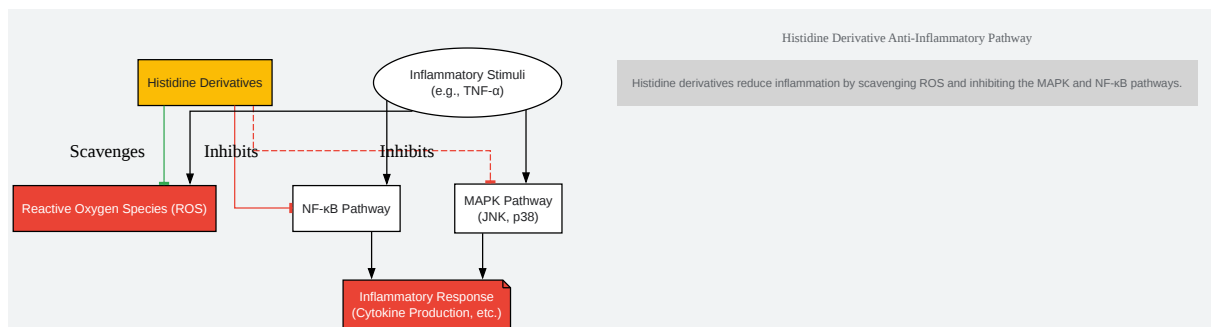 Histidine Derivative Anti-Inflammatory Pathway
Histidine derivatives reduce inflammation by scavenging ROS and inhibiting the MAPK and NF-κB pathways.
Histidine Derivatives
Inflammatory Stimuli
(e.g., TNF-α)
Scavenges
Inhibits
Inhibits
Reactive Oxygen Species (ROS)
NF-κB Pathway
MAPK Pathway
(JNK, p38)
Inflammatory Response
(Cytokine Production, etc.)